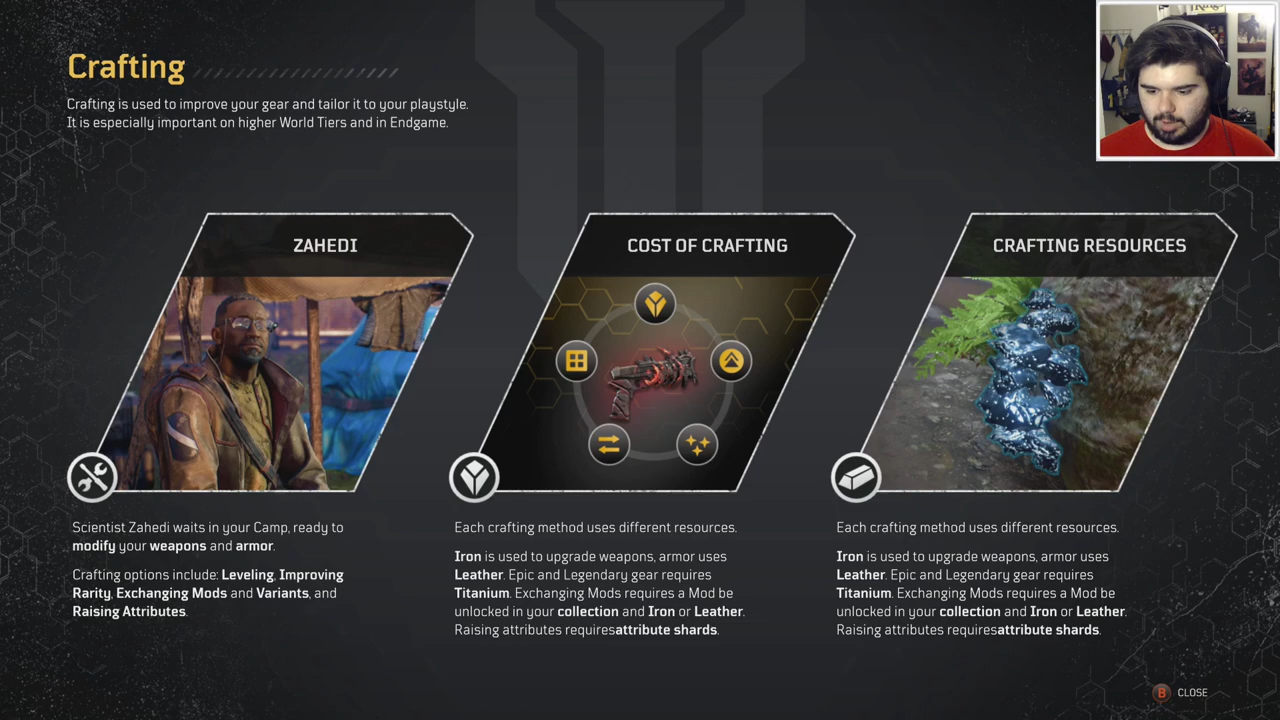 Crafting
Crafting is used to improve your gear and tailor it to your playstyle.
It is especially important on higher World Tiers and in Endgame.
ZAHEDI
Scientist Zahedi waits in your Camp, ready to
modify your weapons and armor.
Crafting options include: Leveling, Improving
Rarity, Exchanging Mods and Variants, and
Raising Attributes.
COST OF CRAFTING
Each crafting method uses different resources.
Iron is used to upgrade weapons, armor uses
Leather. Epic and Legendary gear requires
Titanium. Exchanging Mods requires a Mod be
unlocked in your collection and Iron or Leather.
Raising attributes requiresattribute shards.
CRAFTING RESOURCES
Each crafting method uses different resources.
Iron is used to upgrade weapons, armor uses
Leather. Epic and Legendary gear requires
Titanium. Exchanging Mods requires a Mod be
unlocked in your collection and Iron or Leather.
Raising attributes requiresattribute shards.
B CLOSE